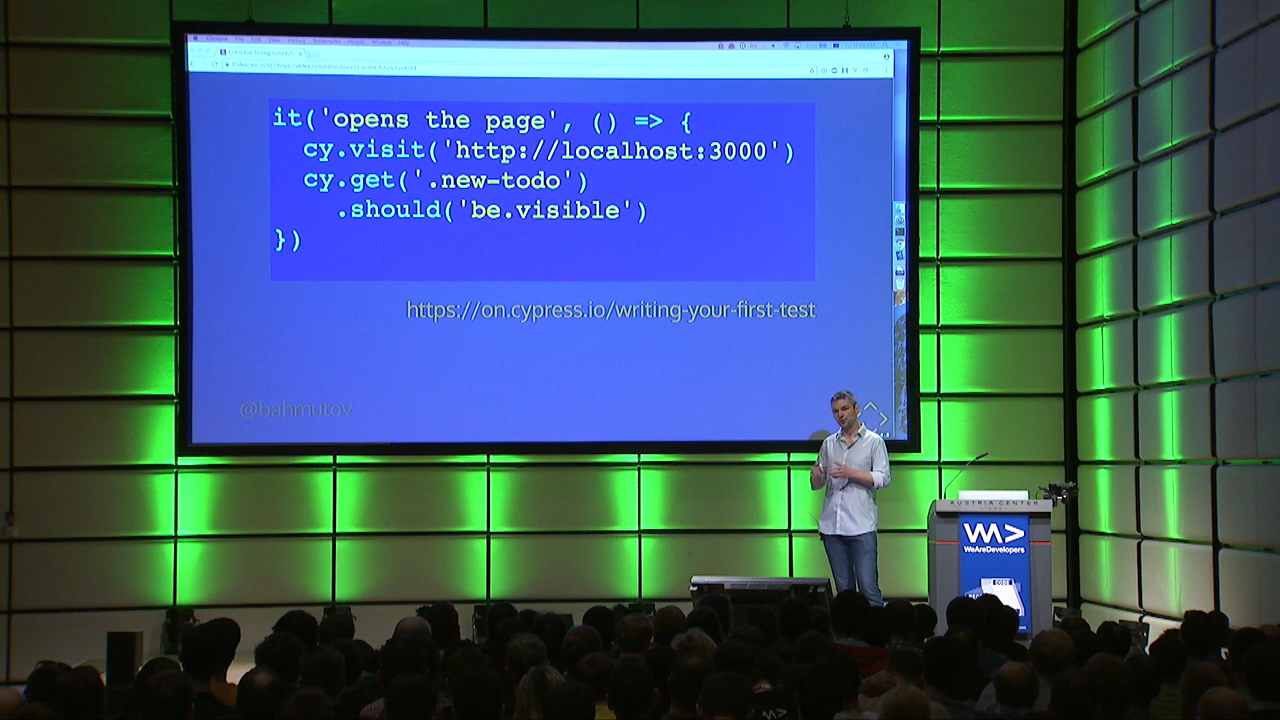 it('opens the page', () => {
cy.visit('http://localhost:3000')
cy.get('.new-todo')
.should('be.visible')
})
https://on.cypress.io/writing-your-first-test
@bahmutov
AUSTRIA CENTER
WeAreDevelopers
CODE